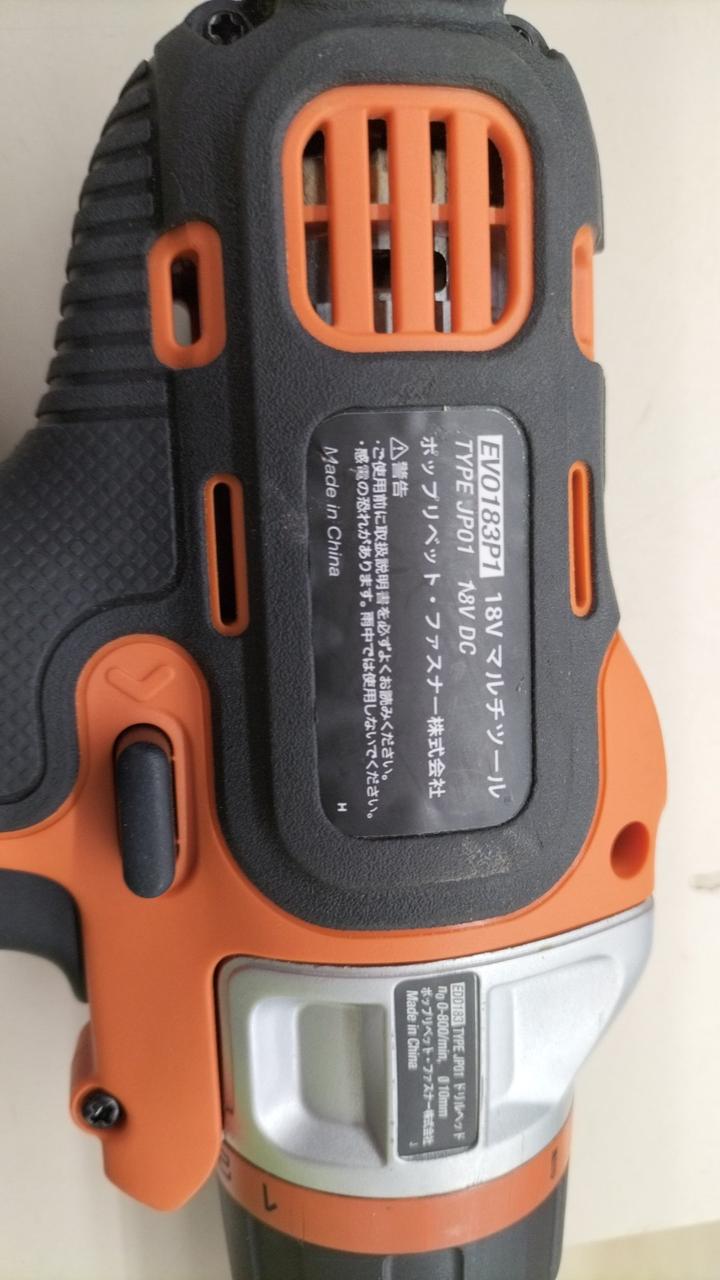 EVO183P1 18V マルチツール
TYPE JP01 18V DC
ポップリベット・ファスナー株式会社
⚠警告
・ご使用前に取扱説明書を必ずよくお読みください。
・感電の恐れがあります。雨中では使用しないでください。
Made in China
H
EDD183 TYPE JP01 ドリルヘッド
n₀ 0-800/min, Ø 10mm
ポップリベット・ファスナー株式会社
Made in China
J
1